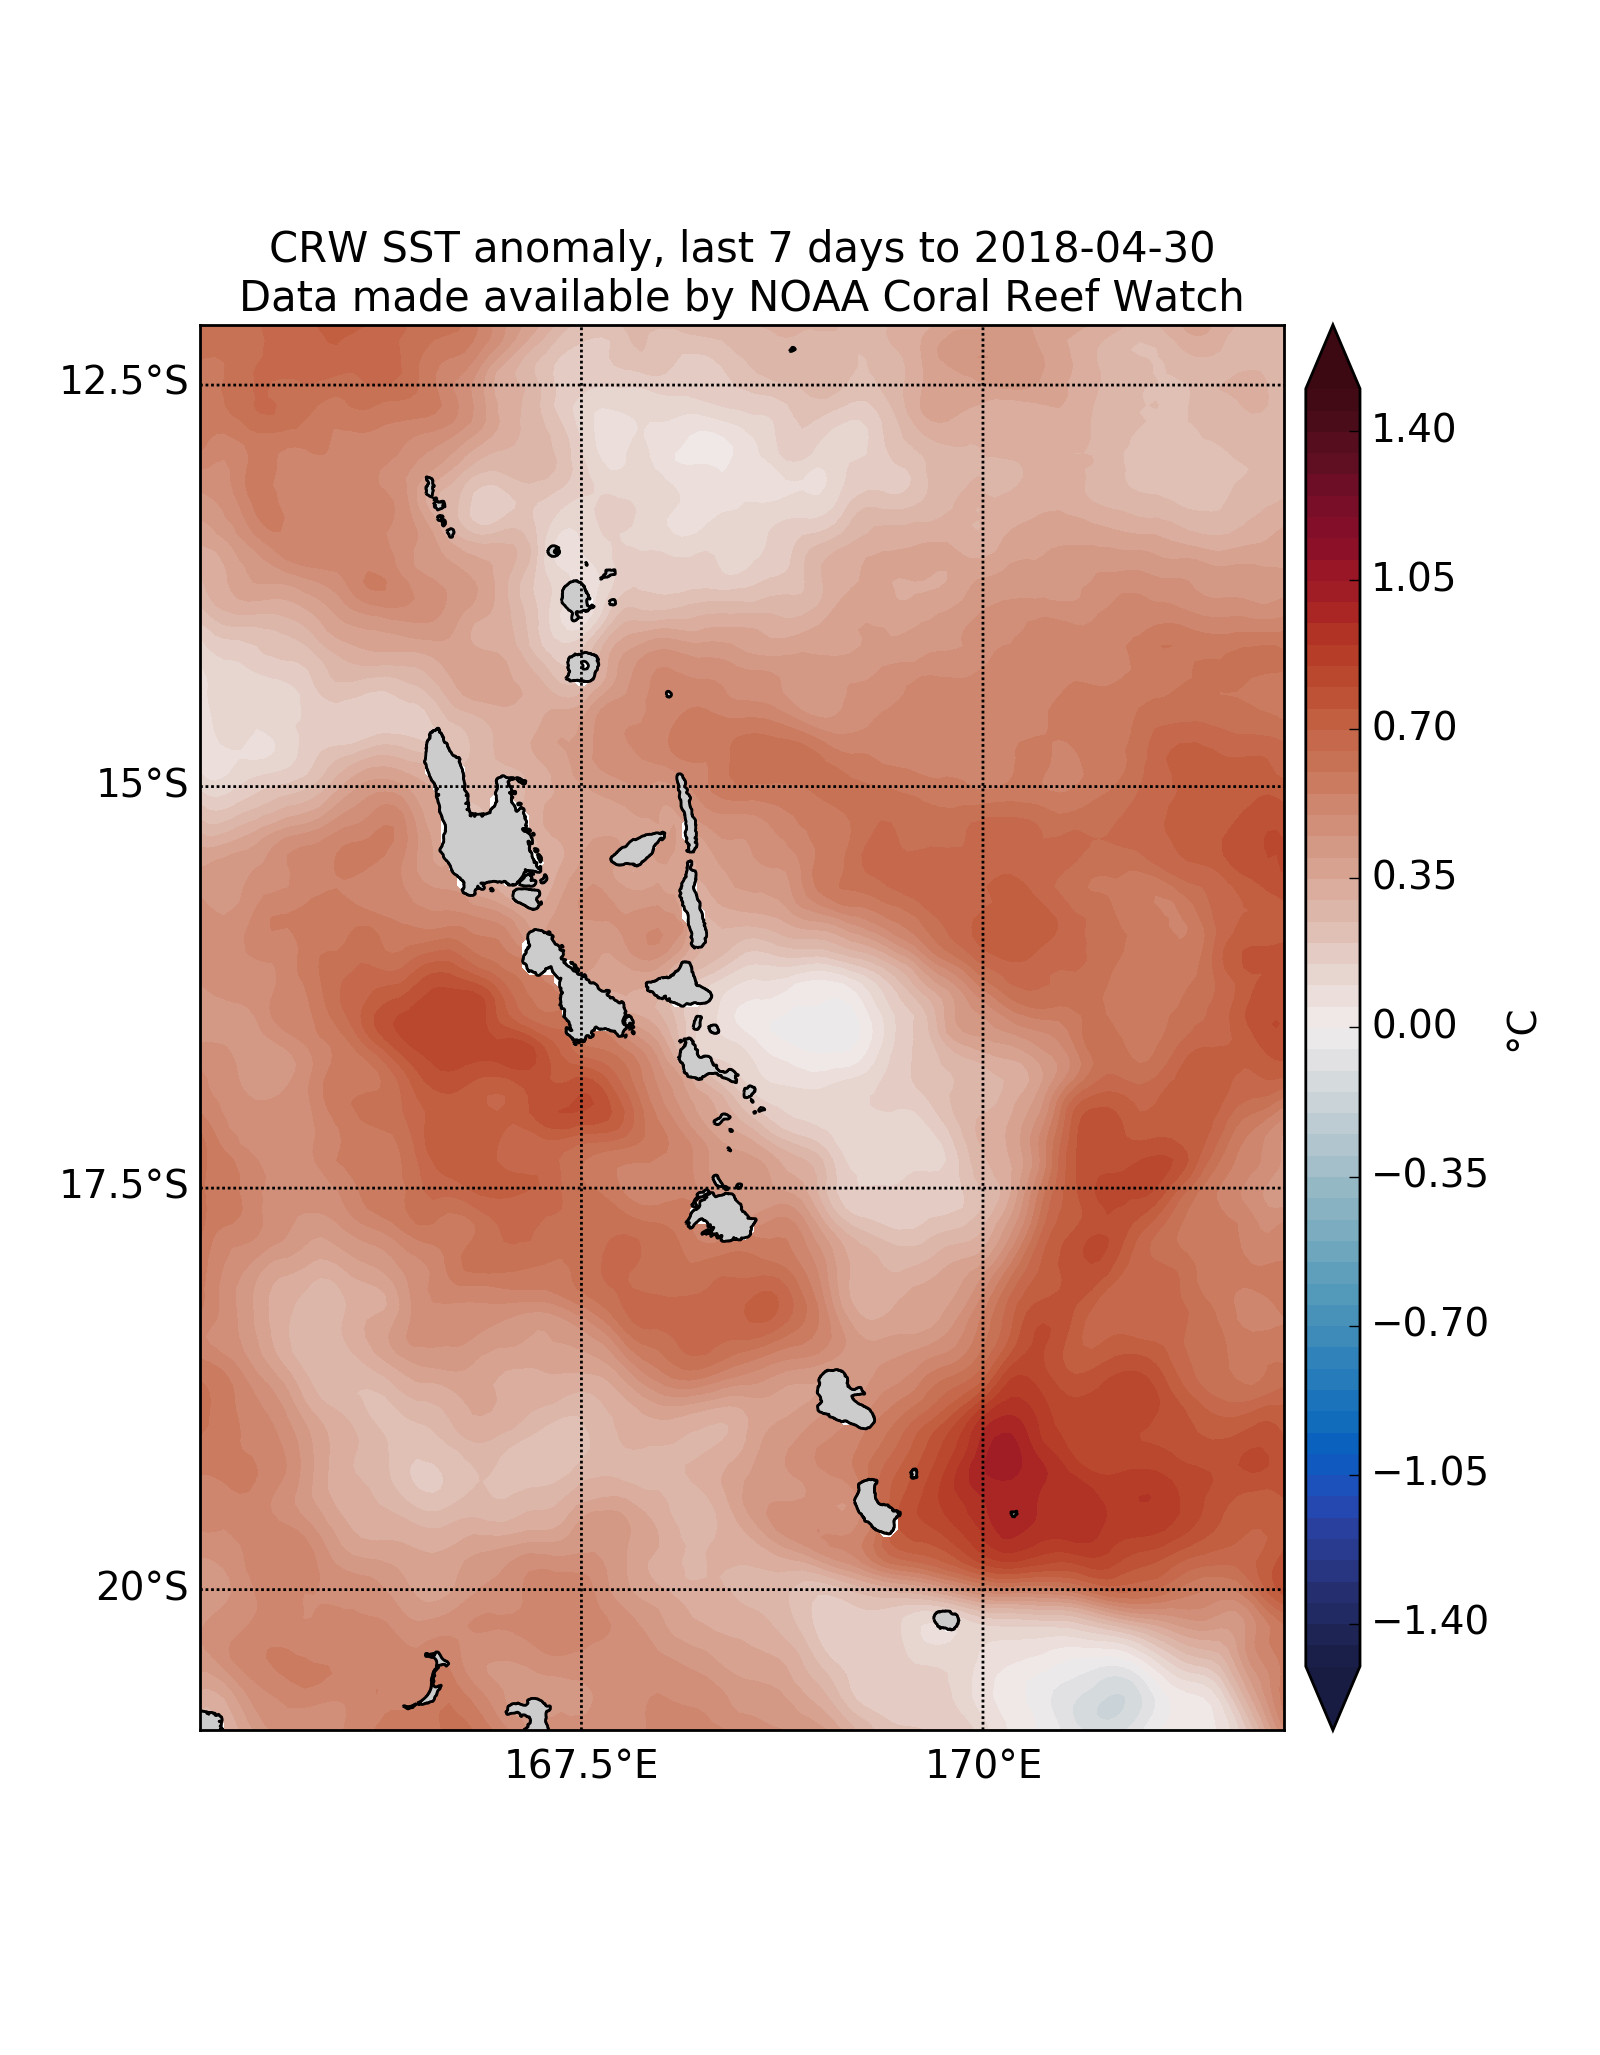 CRW SST anomaly, last 7 days to 2018-04-30
Data made available by NOAA Coral Reef Watch
12.5°S
15°S
17.5°S
20°S
167.5°E
170°E
1.40
1.05
0.70
0.35
0.00
−0.35
−0.70
−1.05
−1.40
°C